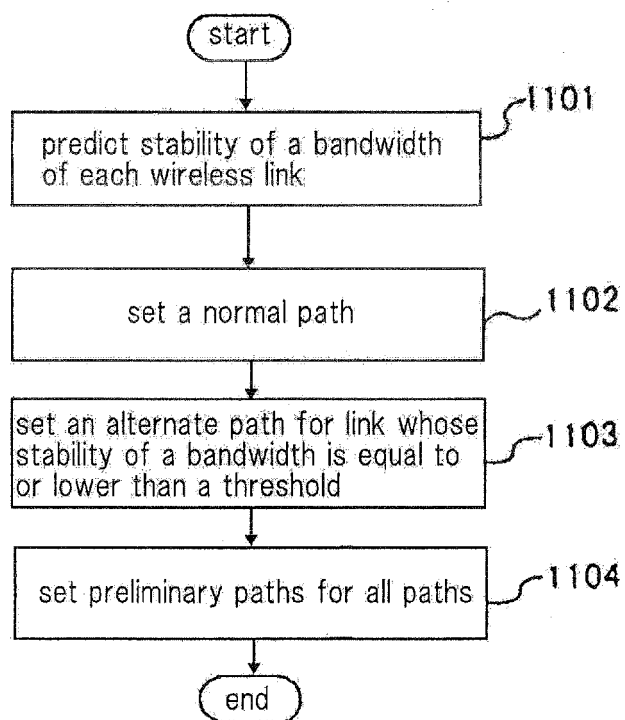 start
1101
predict stability of a bandwidth
of each wireless link
1102
set a normal path
set an alternate path for link whose
stability of a bandwidth is equal to
or lower than a threshold
1103
set preliminary paths for all paths
1104
end